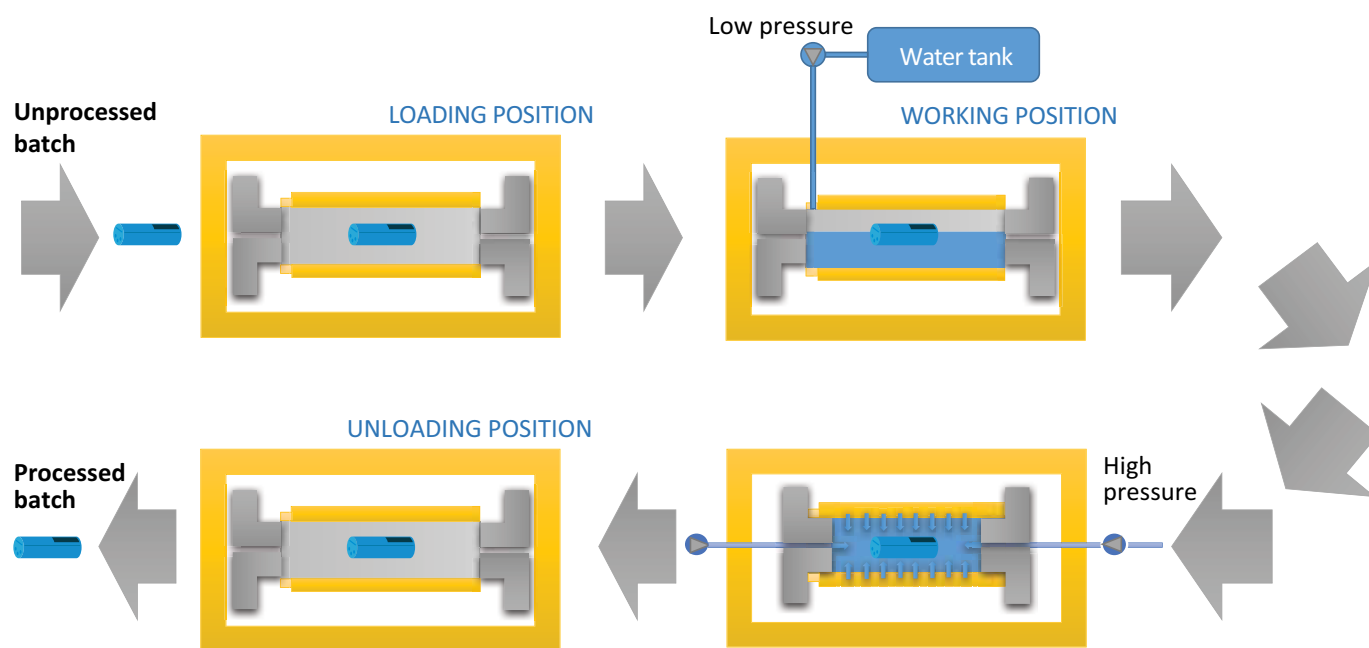 Low pressure
Water tank
Unprocessed
batch
LOADING POSITION
WORKING POSITION
UNLOADING POSITION
Processed
batch
High
pressure